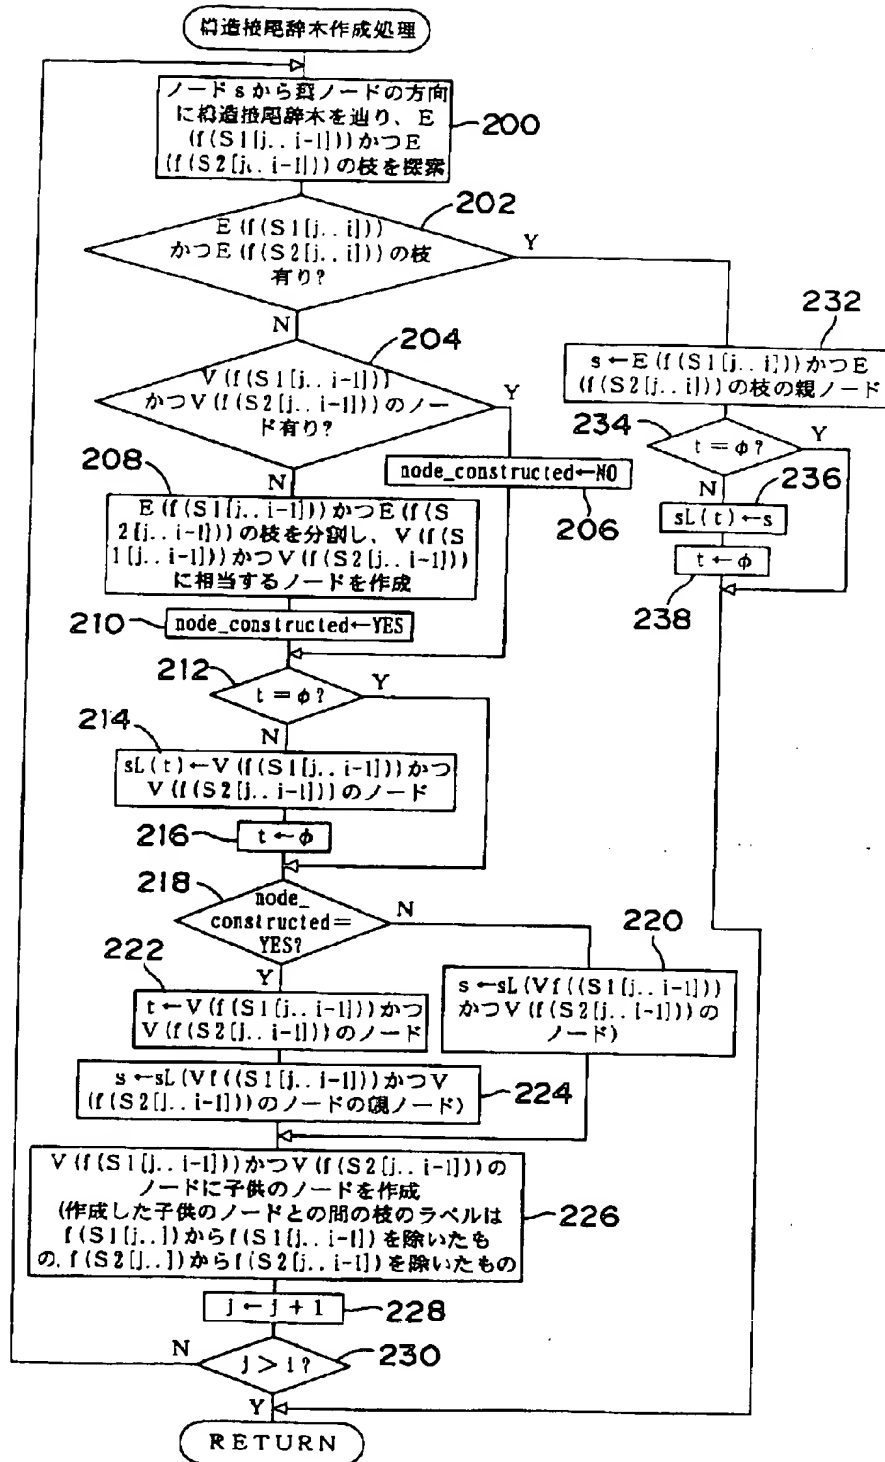 構造接尾辞木作成処理
ノードsから葉ノードの方向
に構造接尾辞木を辿り、E
(f(S1[j..i-1]))かつE
(f(S2[j..i-1]))の枝を探索
200
202
E(f(S1[j..i]))
かつE(f(S2[j..i]))の枝
有り?
Y
N
204
V(f(S1[j..i-1]))
かつV(f(S2[j..i-1]))のノー
ド有り?
Y
N
232
s←E(f(S1[j..i]))かつE
(f(S2[j..i]))の枝の親ノード
234
t=φ?
Y
N
236
sL(t)←s
t←φ
238
node_constructed←NO
206
208
E(f(S1[j..i-1]))かつE(f(S
2[j..i-1]))の枝を分割し、V(f(S
1[j..i-1]))かつV(f(S2[j..i-1]))
に相当するノードを作成
210
node_constructed←YES
212
t=φ?
Y
N
214
sL(t)←V(f(S1[j..i-1]))かつ
V(f(S2[j..i-1]))のノード
216
t←φ
218
node_
constructed=
YES?
N
Y
220
s←sL(Vf((S1[j..i-1]))
かつV(f(S2[j..i-1]))の
ノード)
222
t←V(f(S1[j..i-1]))かつ
V(f(S2[j..i-1]))のノード
s←sL(Vf((S1[j..i-1]))かつV
(f(S2[j..i-1]))のノードの親ノード)
224
V(f(S1[j..i-1]))かつV(f(S2[j..i-1]))の
ノードに子供のノードを作成
(作成した子供のノードとの間の枝のラベルは
f(S1[j..])からf(S1[j..i-1])を除いたも
の,f(S2[j..])からf(S2[j..i-1])を除いたもの
226
j←j+1
228
j>i?
230
N
Y
RETURN